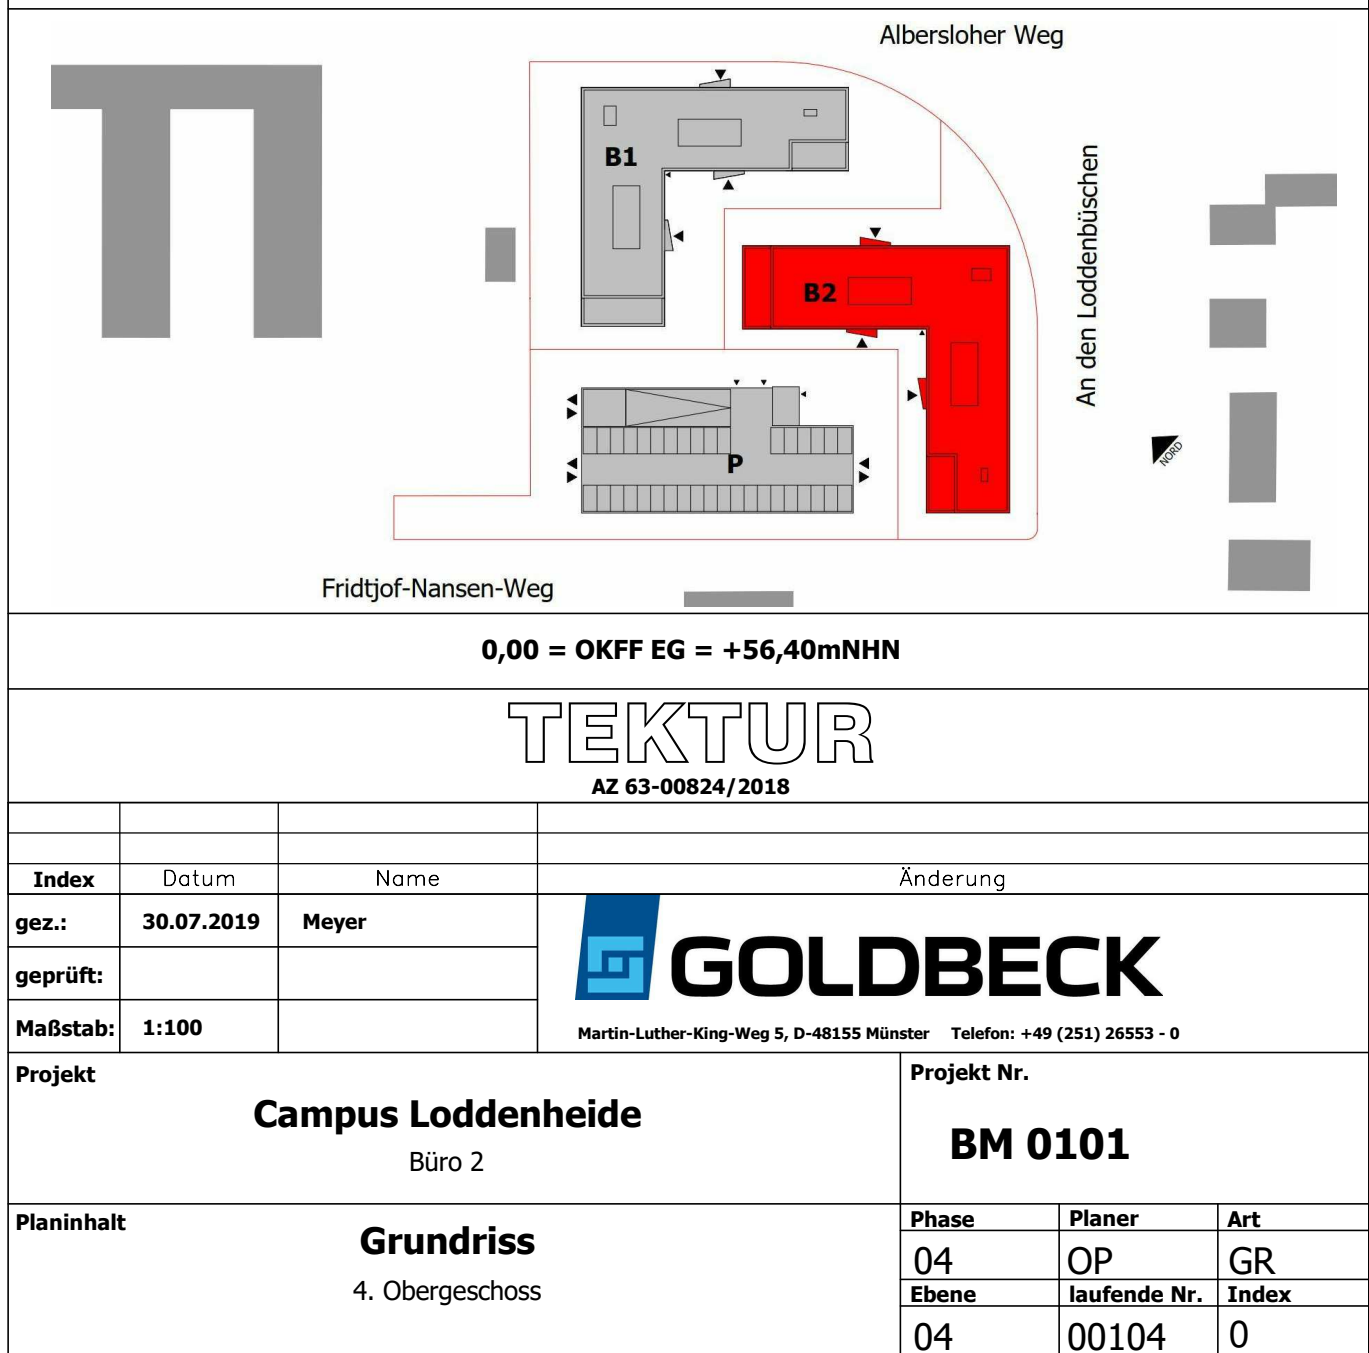 Albersloher Weg
B1
An den Loddenbüschen
B2
NORD
P
Fridtjof-Nansen-Weg
0,00 = OKFF EG = +56,40mNHN
TEKTUR
AZ 63-00824/2018
Index Datum Name Änderung
gez.: 30.07.2019 Meyer
geprüft:
Maßstab: 1:100
GOLDBECK
Martin-Luther-King-Weg 5, D-48155 Münster Telefon: +49 (251) 26553 - 0
Projekt
Campus Loddenheide
Büro 2
Projekt Nr.
BM 0101
Planinhalt
Grundriss
4. Obergeschoss
Phase Planer Art
04 OP GR
Ebene laufende Nr. Index
04 00104 0